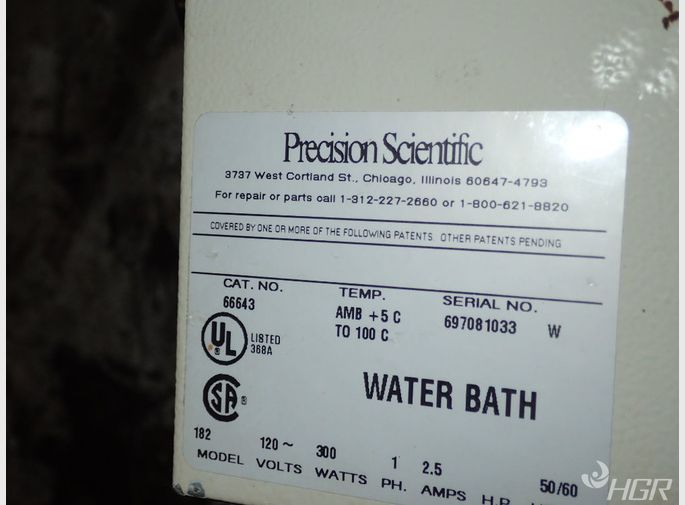 Precision Scientific
3737 West Cortland St., Chicago, Illinois 60647-4793
For repair or parts call 1-312-227-2660 or 1-800-621-8820
COVERED BY ONE OR MORE OF THE FOLLOWING PATENTS. OTHER PATENTS PENDING
CAT. NO. TEMP. SERIAL NO.
66643 AMB +5 C 697081033 W
TO 100 C
UL ® LISTED
368A
SA ®
WATER BATH
182 120~ 300 1 2.5 50/60
MODEL VOLTS WATTS PH. AMPS H.P.
HGR